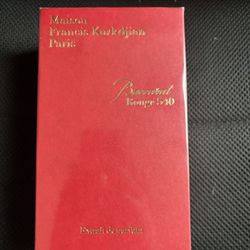 Maison
Francis Kurkdjian
Paris
Baccarat
Rouge 540